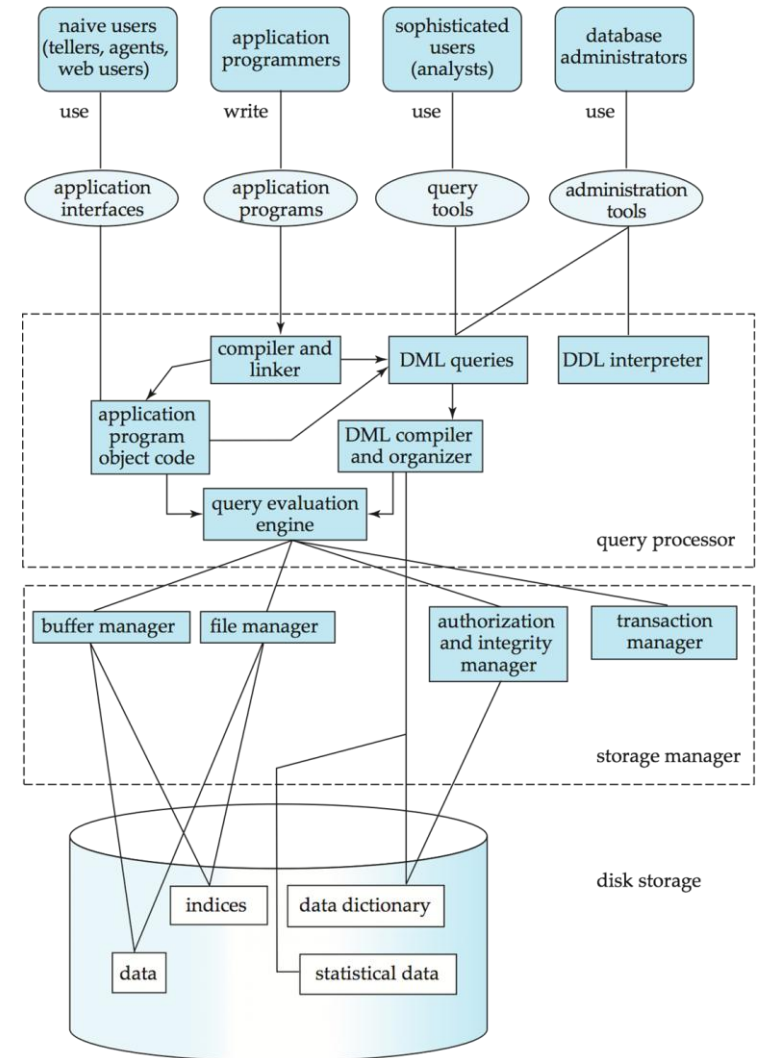 naive users
(tellers, agents,
web users)
application
programmers
sophisticated
users
(analysts)
database
administrators
use
write
use
use
application
interfaces
application
programs
query
tools
administration
tools
compiler and
linker
DML queries
DDL interpreter
application
program
object code
DML compiler
and organizer
query evaluation
engine
query processor
buffer manager
file manager
authorization
and integrity
manager
transaction
manager
storage manager
disk storage
indices
data dictionary
data
statistical data